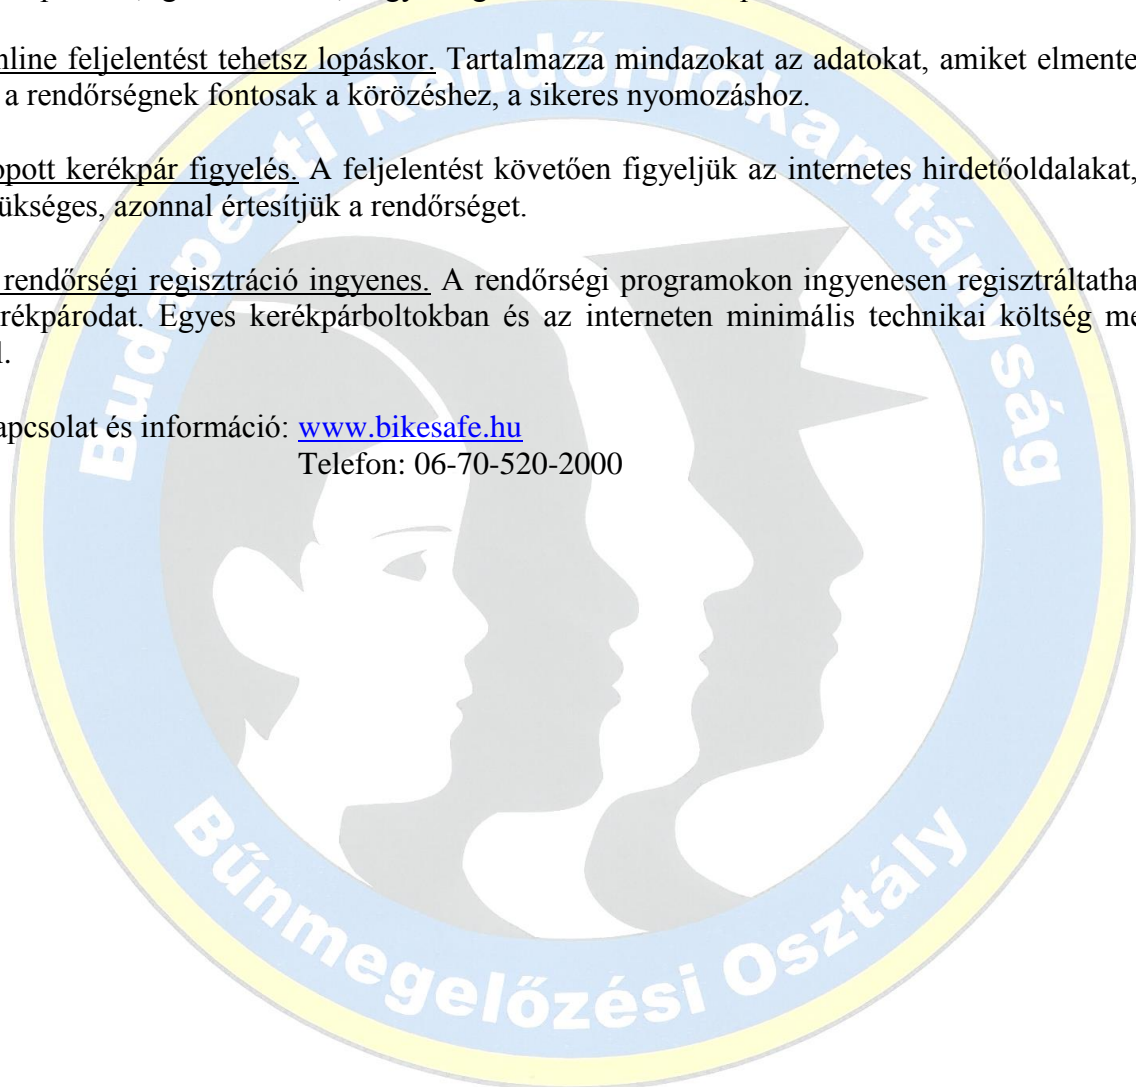 nline feljelentést tehetsz lopáskor. Tartalmazza mindazokat az adatokat, amiket elmente
a rendőrségnek fontosak a körözéshez, a sikeres nyomozáshoz.
opott kerékpár figyelés. A feljelentést követően figyeljük az internetes hirdetőoldalakat,
ükséges, azonnal értesítjük a rendőrséget.
rendőrségi regisztráció ingyenes. A rendőrségi programokon ingyenesen regisztráltatha
rékpárodat. Egyes kerékpárboltokban és az interneten minimális technikai költség me
l.
apcsolat és információ: www.bikesafe.hu
Telefon: 06-70-520-2000
Budapesti Rendőr-főkapitányság
Bűnmegelőzési Osztály